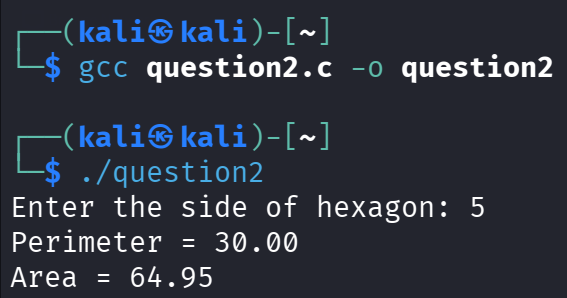 ┌──(kali㉿kali)-[~]
└─$ gcc question2.c -o question2
┌──(kali㉿kali)-[~]
└─$ ./question2
Enter the side of hexagon: 5
Perimeter = 30.00
Area = 64.95